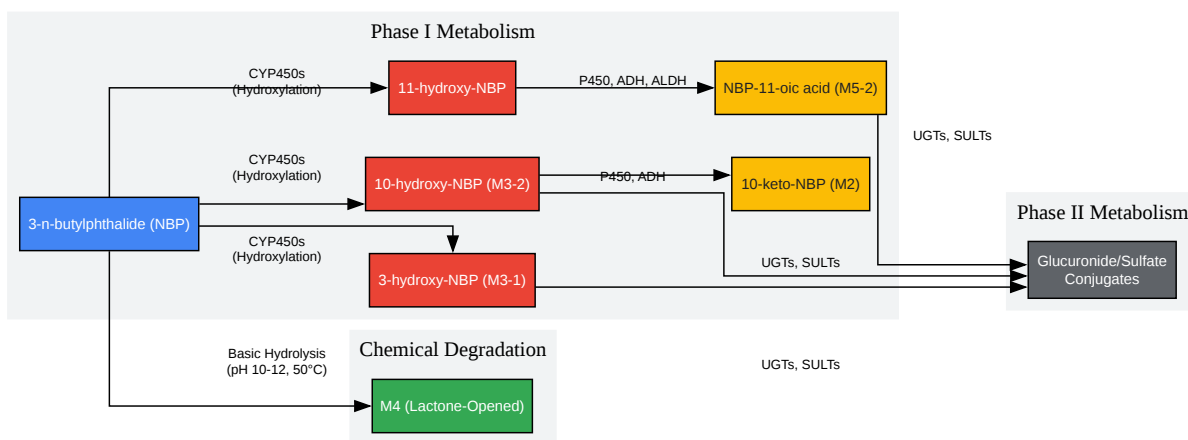 Phase I Metabolism
CYP450s
(Hydroxylation)
11-hydroxy-NBP
P450, ADH, ALDH
NBP-11-oic acid (M5-2)
UGTs, SULTs
CYP450s
(Hydroxylation)
10-hydroxy-NBP (M3-2)
P450, ADH
10-keto-NBP (M2)
3-n-butylphthalide (NBP)
Phase II Metabolism
CYP450s
(Hydroxylation)
3-hydroxy-NBP (M3-1)
UGTs, SULTs
Glucuronide/Sulfate
Conjugates
Chemical Degradation
Basic Hydrolysis
(pH 10-12, 50°C)
UGTs, SULTs
M4 (Lactone-Opened)